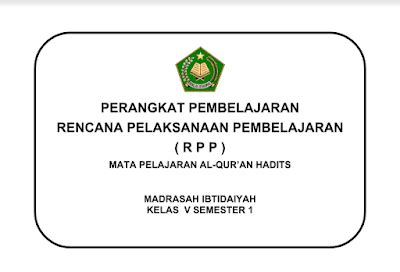 PERANGKAT PEMBELAJARAN
RENCANA PELAKSANAAN PEMBELAJARAN
( R P P )
MATA PELAJARAN AL-QUR'AN HADITS
MADRASAH IBTIDAIYAH
KELAS V SEMESTER 1